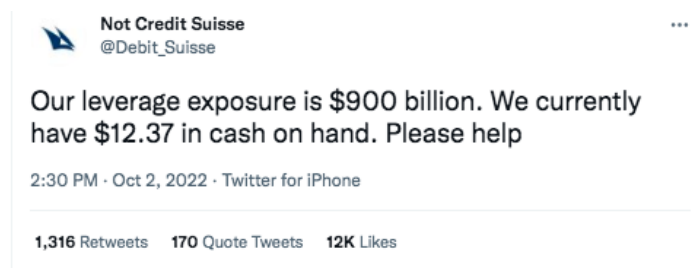 Not Credit Suisse
@Debit_Suisse
Our leverage exposure is $900 billion. We currently
have $12.37 in cash on hand. Please help
2:30 PM · Oct 2, 2022 · Twitter for iPhone
1,316 Retweets 170 Quote Tweets 12K Likes